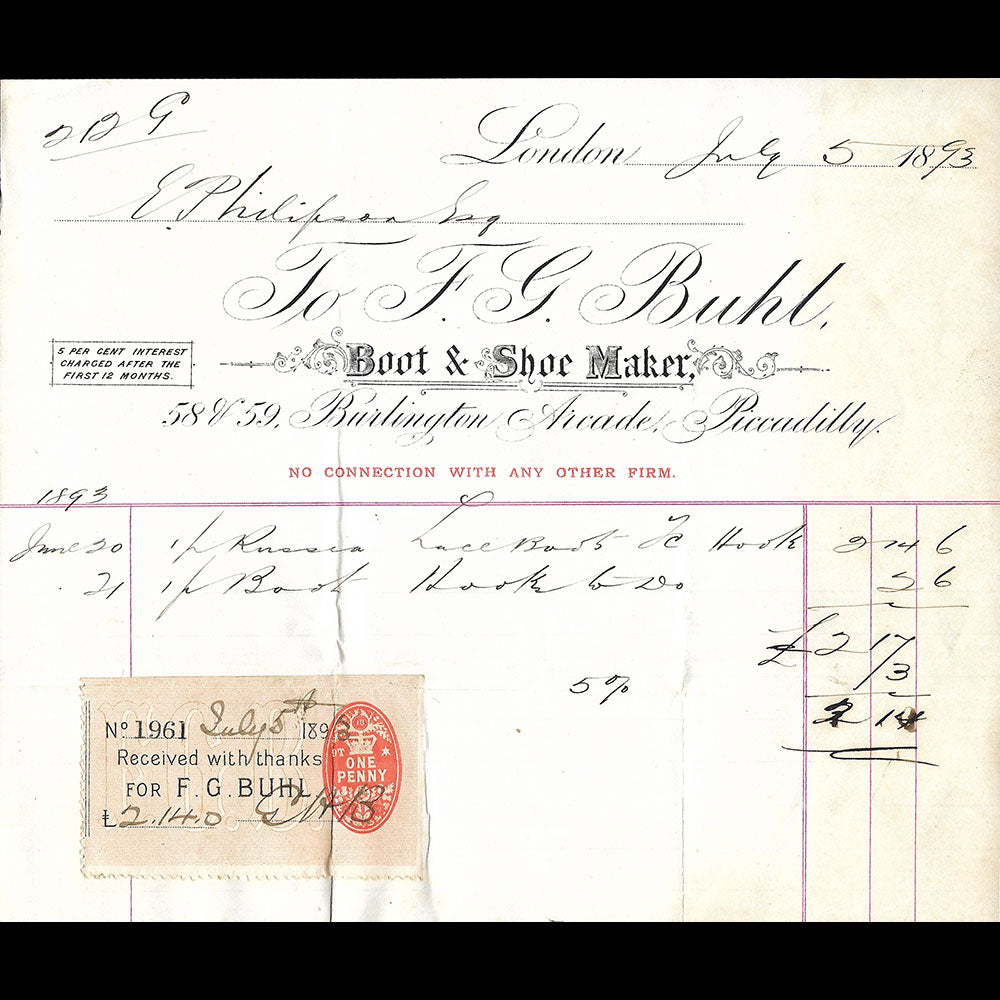 212 G
London July 5 1893
E. Philipson Esq
To F. G. Buhl,
5 PER CENT INTEREST
CHARGED AFTER THE
FIRST 12 MONTHS.
Boot & Shoe Maker,
58 & 59, Burlington Arcade, Piccadilly.
NO CONNECTION WITH ANY OTHER FIRM.
1893
June 20 1/p Russia Lace Boots Hook 2 14 6
21 1/p Boot Hooks to Do 2 6
£2 17
5% /3
2 14
Nº 1961 July 5th 1893
Received with thanks
FOR F. G. BUHL,
£2.14.0
ONE
PENNY